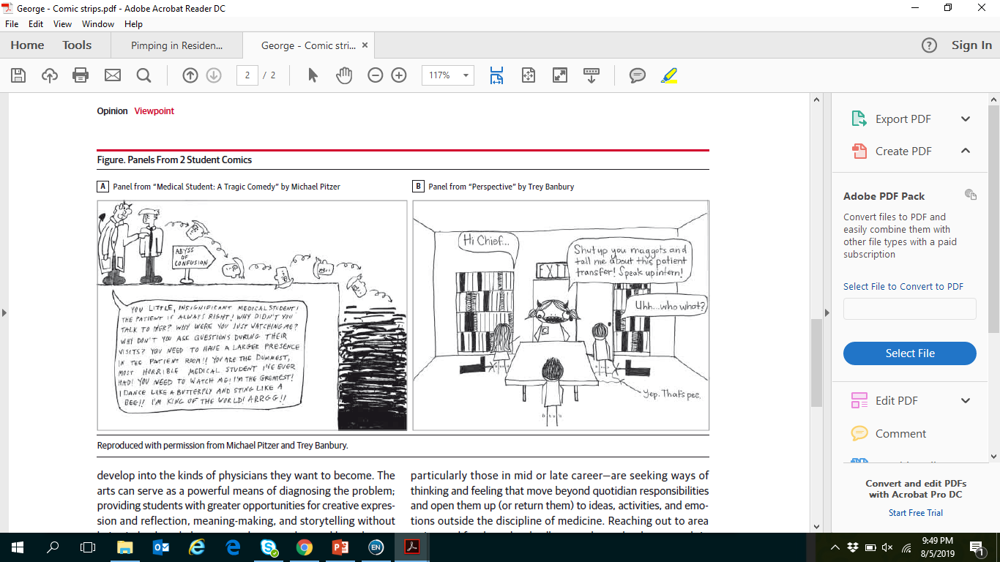 George - Comic strips.pdf - Adobe Acrobat Reader DC
File Edit View Window Help
Home Tools Pimping in Residen... George - Comic stri... ×
2 / 2 117%
Sign In
Opinion Viewpoint
Figure. Panels From 2 Student Comics
A Panel from "Medical Student: A Tragic Comedy" by Michael Pitzer
ABYSS
OF
CONFUSION
YOU LITTLE, INSIGNIFICANT MEDICAL STUDENT!
THE PATIENT IS ALWAYS RIGHT! WHY DIDN'T YOU
TALK TO HER? WHY WERE YOU JUST WATCHING ME?
WHY DON'T YOU ASK QUESTIONS DURING THEIR
VISITS? YOU NEED TO HAVE A LARGER PRESENCE
IN THE PATIENT ROOM!! YOU ARE THE DUMMEST,
MOST HORRIBLE MEDICAL STUDENT I'VE EVER
HAD! YOU NEED TO WATCH ME! I'M THE GREATEST!
I DANCE LIKE A BUTTERFLY AND STING LIKE A
BEE!! I'M KING OF THE WORLD! ARRGG!!
B Panel from "Perspective" by Trey Banbury
Hi Chief...
Shut up you maggots and
tell me about this patient
transfer! Speak up intern!
EXIT
Uhh...who what?
Yep. That's pee.
Reproduced with permission from Michael Pitzer and Trey Banbury.
develop into the kinds of physicians they want to become. The
arts can serve as a powerful means of diagnosing the problem;
providing students with greater opportunities for creative expres-
sion and reflection, meaning-making, and storytelling without
particularly those in mid or late career—are seeking ways of
thinking and feeling that move beyond quotidian responsibilities
and open them up (or return them) to ideas, activities, and emo-
tions outside the discipline of medicine. Reaching out to area
Export PDF
Create PDF
Adobe PDF Pack
Convert files to PDF and
easily combine them with
other file types with a paid
subscription
Select File to Convert to PDF
Select File
Edit PDF
Comment
Convert and edit PDFs
with Acrobat Pro DC
Start Free Trial
EN
9:49 PM
8/5/2019
1